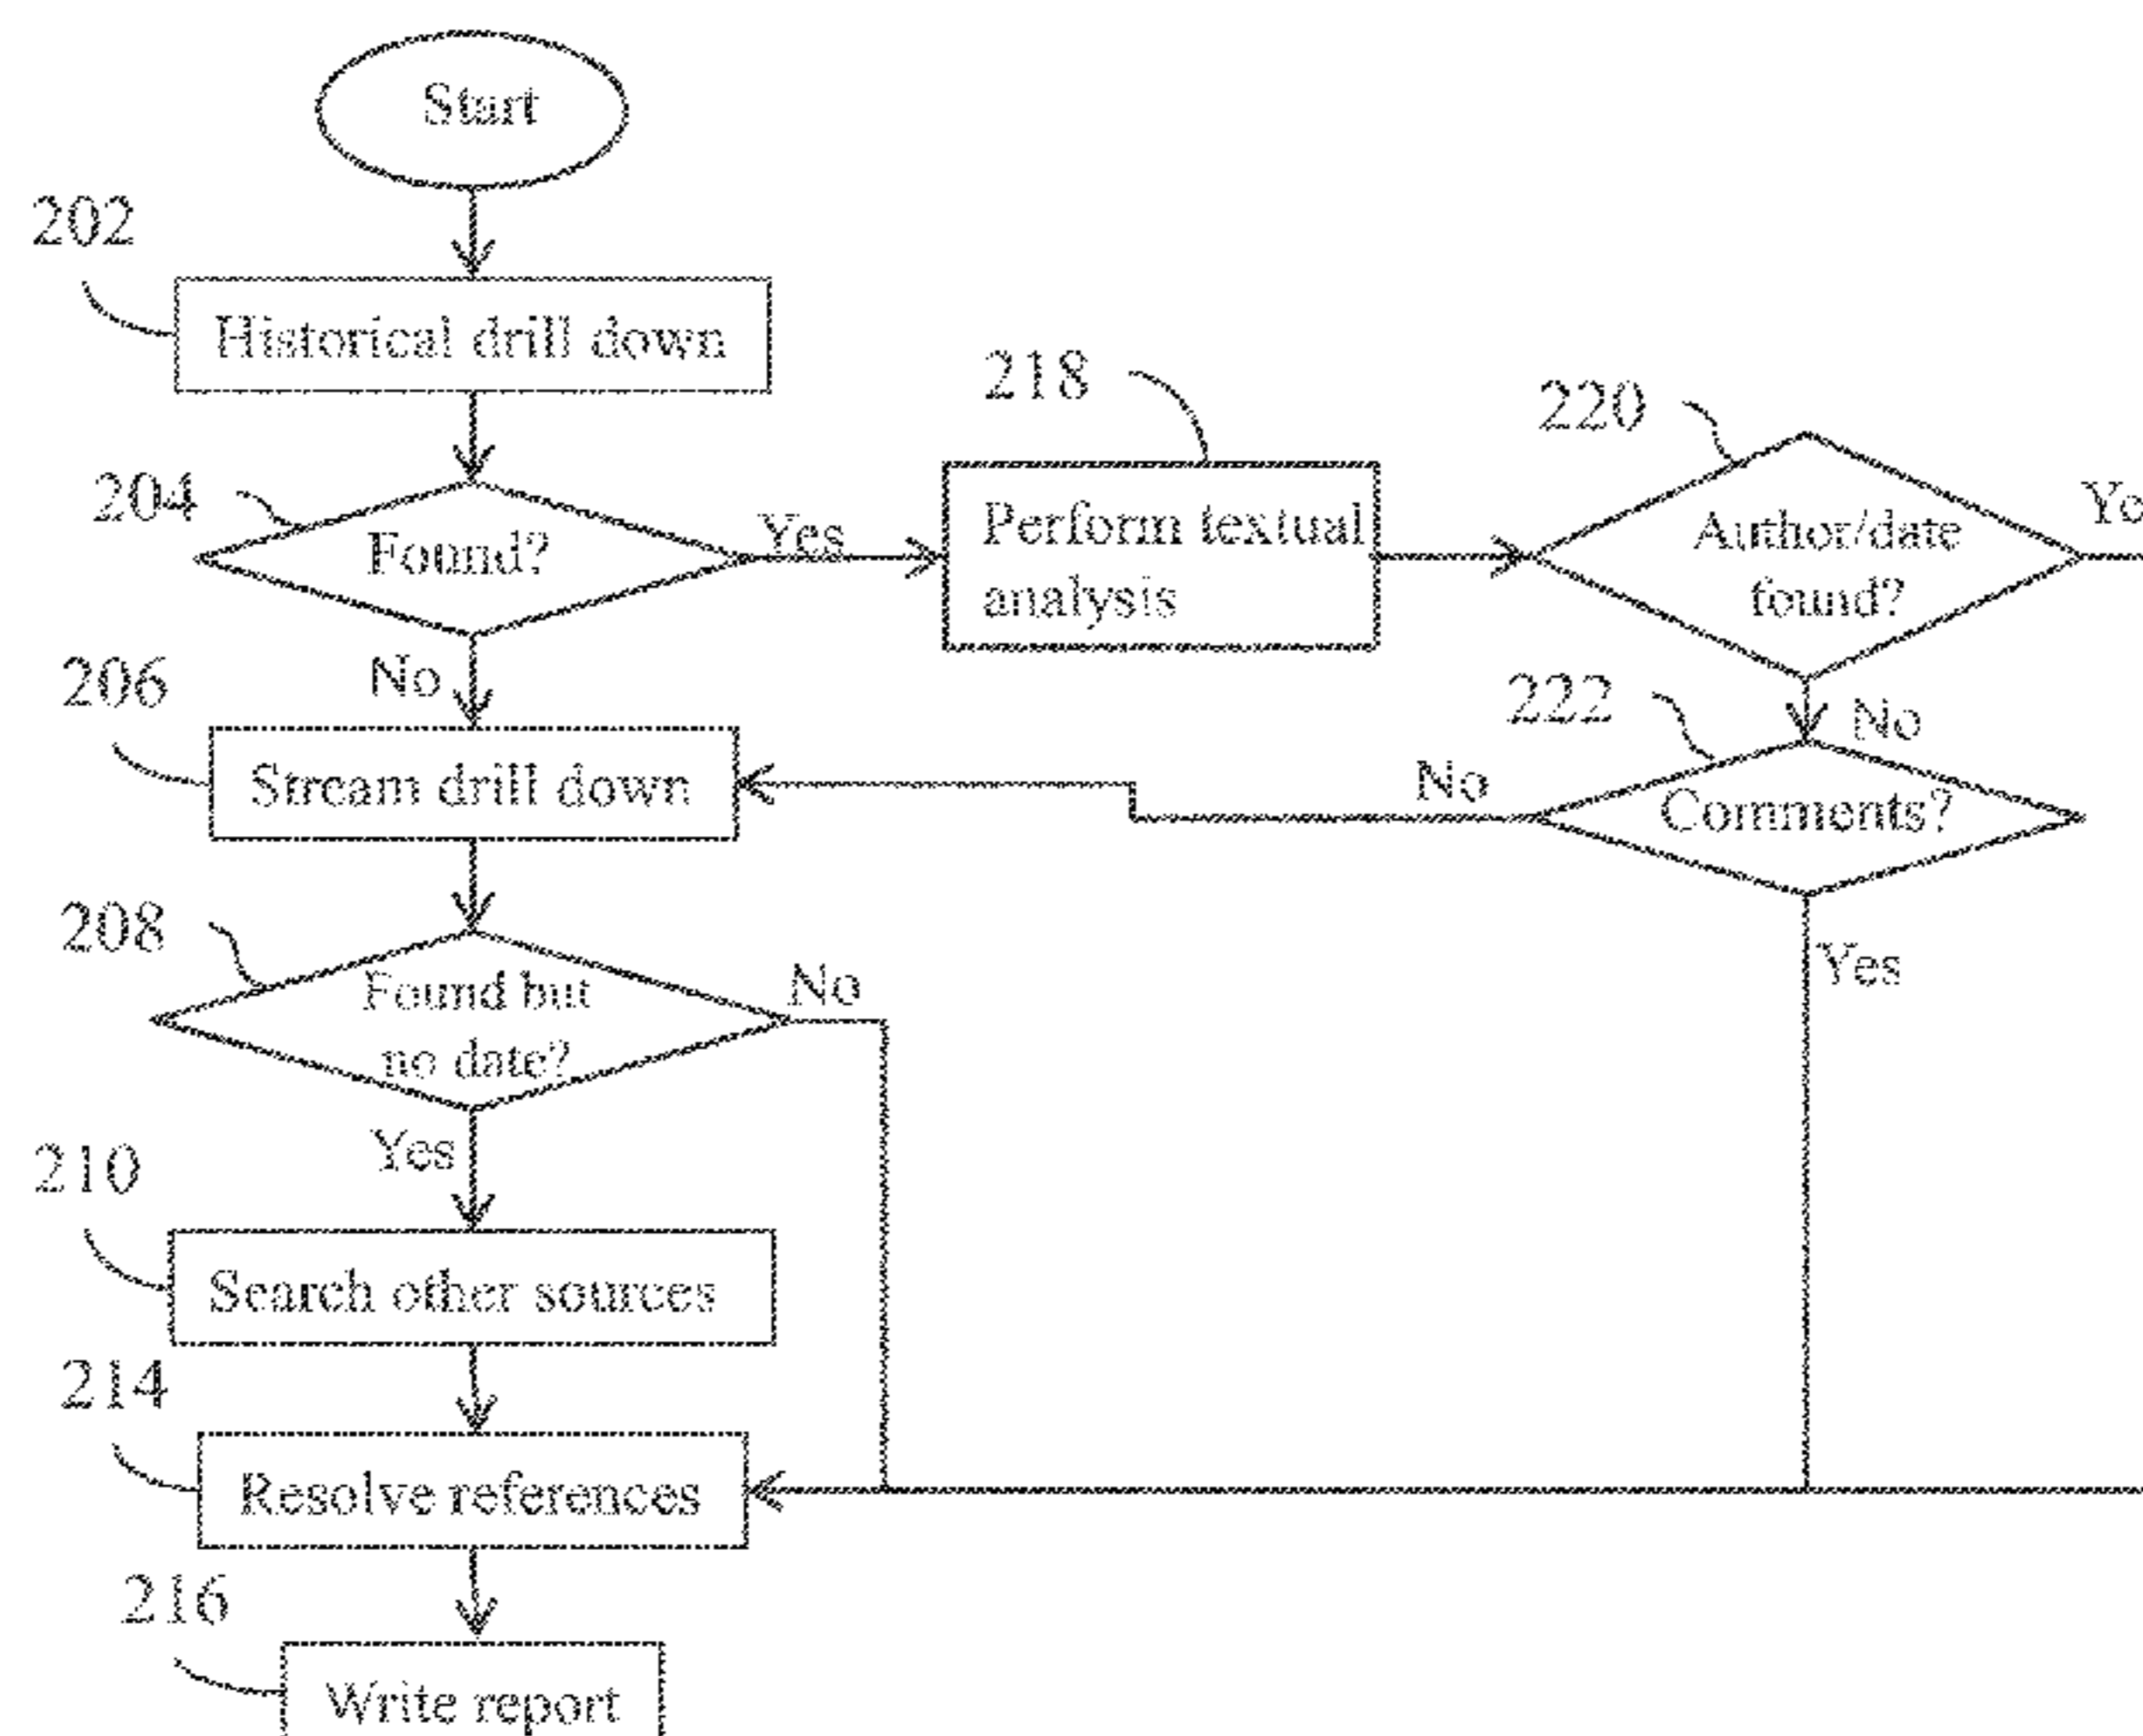 Start
202
Historical drill down
218
220
204
Found?
Yes
Perform textual
analysis
Author/date
found?
206
No
222
No
Stream drill down
No
Comments?
208
Found but
no date?
No
Yes
Yes
210
Search other sources
214
Resolve references
216
Write report